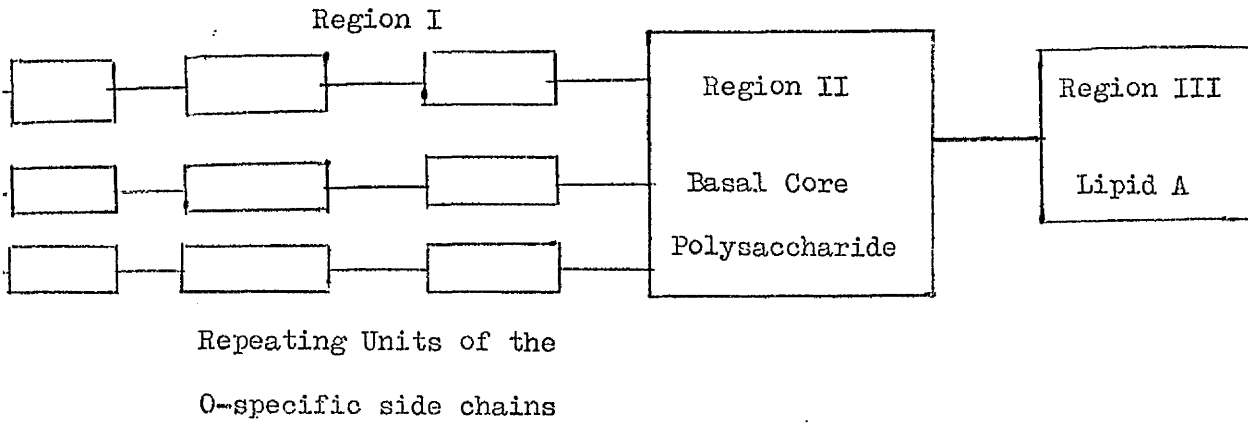 Region I
Region II
Basal Core
Polysaccharide
Region III
Lipid A
Repeating Units of the
O-specific side chains